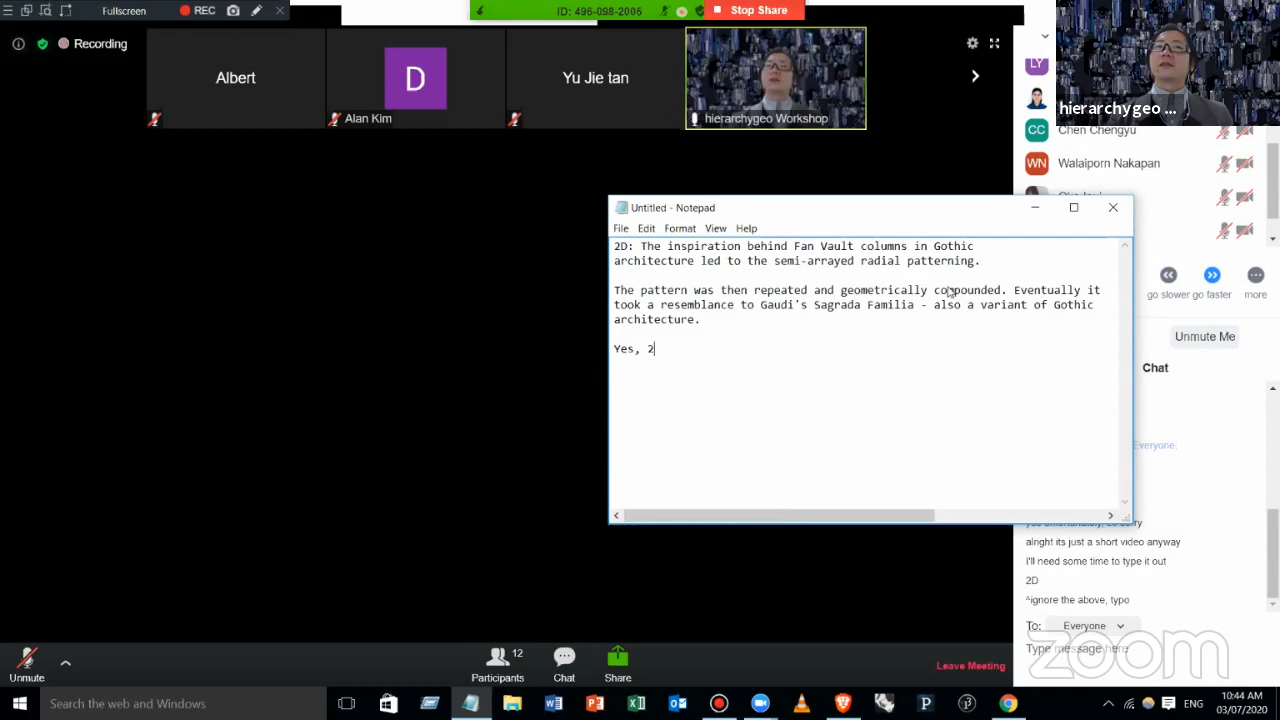 Fullscreen
REC
ID: 496-098-2005
Stop Share
Recording
Albert
D
Alan Kim
Yu Jie tan
hierarchygeo Workshop
hierarchygeo ...
LY
CC Chen Chengyu
WN Walaiporn Nakapan
Untitled - Notepad
File Edit Format View Help
2D: The inspiration behind Fan Vault columns in Gothic
architecture led to the semi-arrayed radial patterning.
The pattern was then repeated and geometrically compounded. Eventually it
took a resemblance to Gaudi's Sagrada Familia - also a variant of Gothic
architecture.
Yes, 2
go slower go faster more
Unmute Me
Chat
Everyone:
alright its just a short video anyway
I'll need some time to type it out
2D
^ignore the above, typo
To: Everyone
Type message here
zoom
Unmute
12
Participants
Chat
Share
Leave Meeting
Search the web and Windows
ENG
10:44 AM
03/07/2020